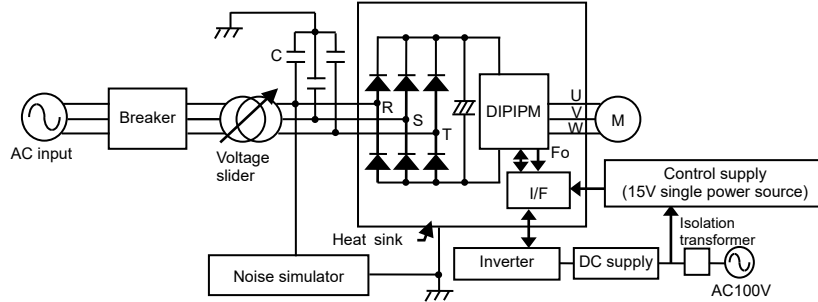 C
R
S
T
DIPIPM
U
V
W
M
Fo
Breaker
AC input
Voltage
slider
I/F
Control supply
(15V single power source)
Heat sink
Isolation
transformer
Noise simulator
Inverter
DC supply
AC100V